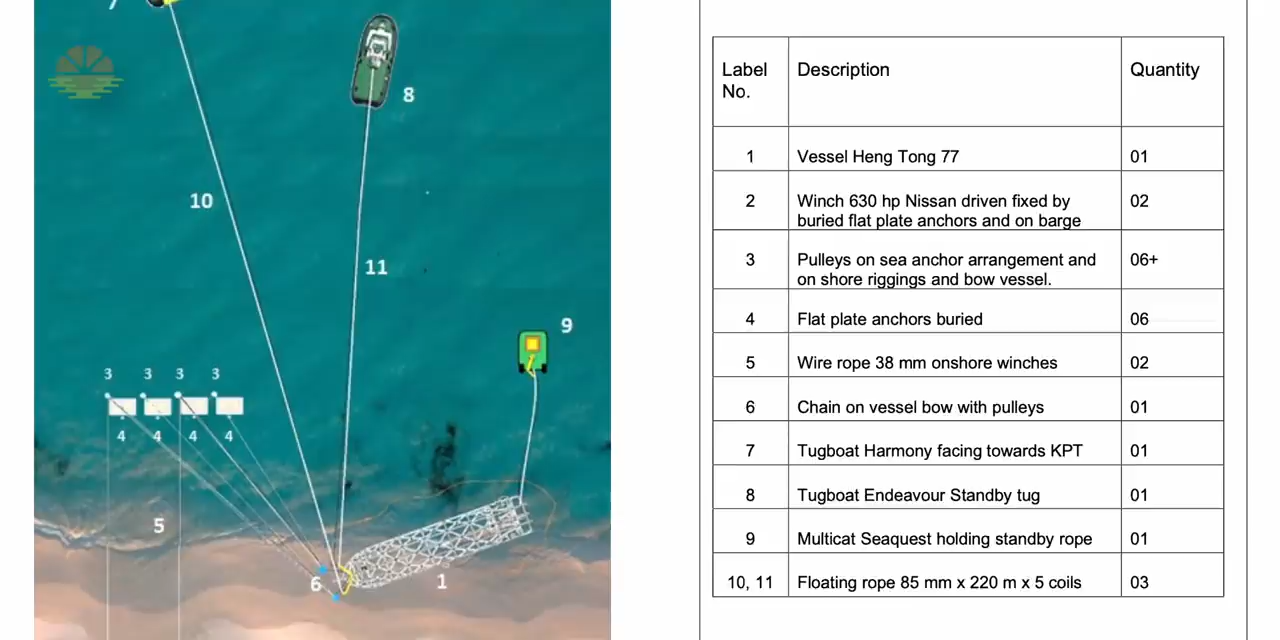 7
8
10
11
9
3 3 3 3
4 4 4 4
5
6
1
Label No. Description Quantity
1 Vessel Heng Tong 77 01
2 Winch 630 hp Nissan driven fixed by 02
buried flat plate anchors and on barge
3 Pulleys on sea anchor arrangement and 06+
on shore riggings and bow vessel.
4 Flat plate anchors buried 06
5 Wire rope 38 mm onshore winches 02
6 Chain on vessel bow with pulleys 01
7 Tugboat Harmony facing towards KPT 01
8 Tugboat Endeavour Standby tug 01
9 Multicat Seaquest holding standby rope 01
10, 11 Floating rope 85 mm x 220 m x 5 coils 03